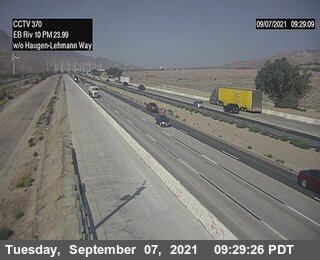 CCTV 370
EB Riv 10 PM 23.99
w/o Haugen-Lehmann Way
09/07/2021 09:29:09
Tuesday, September 07, 2021 09:29:26 PDT